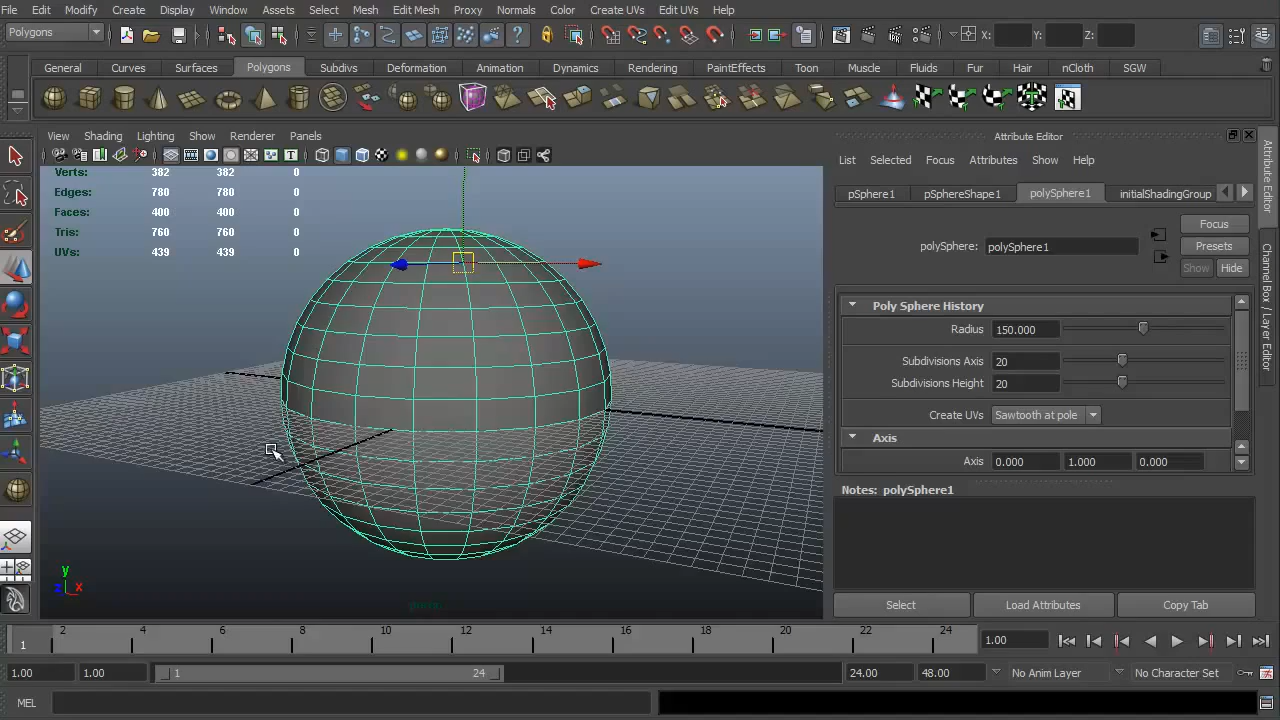 File Edit Modify Create Display Window Assets Select Mesh Edit Mesh Proxy Normals Color Create UVs Edit UVs Help
Polygons X: Y: Z:
General Curves Surfaces Polygons Subdivs Deformation Animation Dynamics Rendering PaintEffects Toon Muscle Fluids Fur Hair nCloth SGW
View Shading Lighting Show Renderer Panels
Attribute Editor
List Selected Focus Attributes Show Help
Verts: 382 382 0
Edges: 780 780 0
Faces: 400 400 0
Tris: 760 760 0
UVs: 439 439 0
pSphere1 pSphereShape1 polySphere1 initialShadingGroup
Focus
polySphere: polySphere1 Presets
Show Hide
Poly Sphere History
Radius 150.000
Subdivisions Axis 20
Subdivisions Height 20
Create UVs Sawtooth at pole
Axis
Axis 0.000 1.000 0.000
Notes: polySphere1
Attribute Editor
Channel Box / Layer Editor
y
z x
Select Load Attributes Copy Tab
1 2 4 6 8 10 12 14 16 18 20 22 24 1.00
1.00 1.00 1 24 24.00 48.00 No Anim Layer No Character Set
MEL